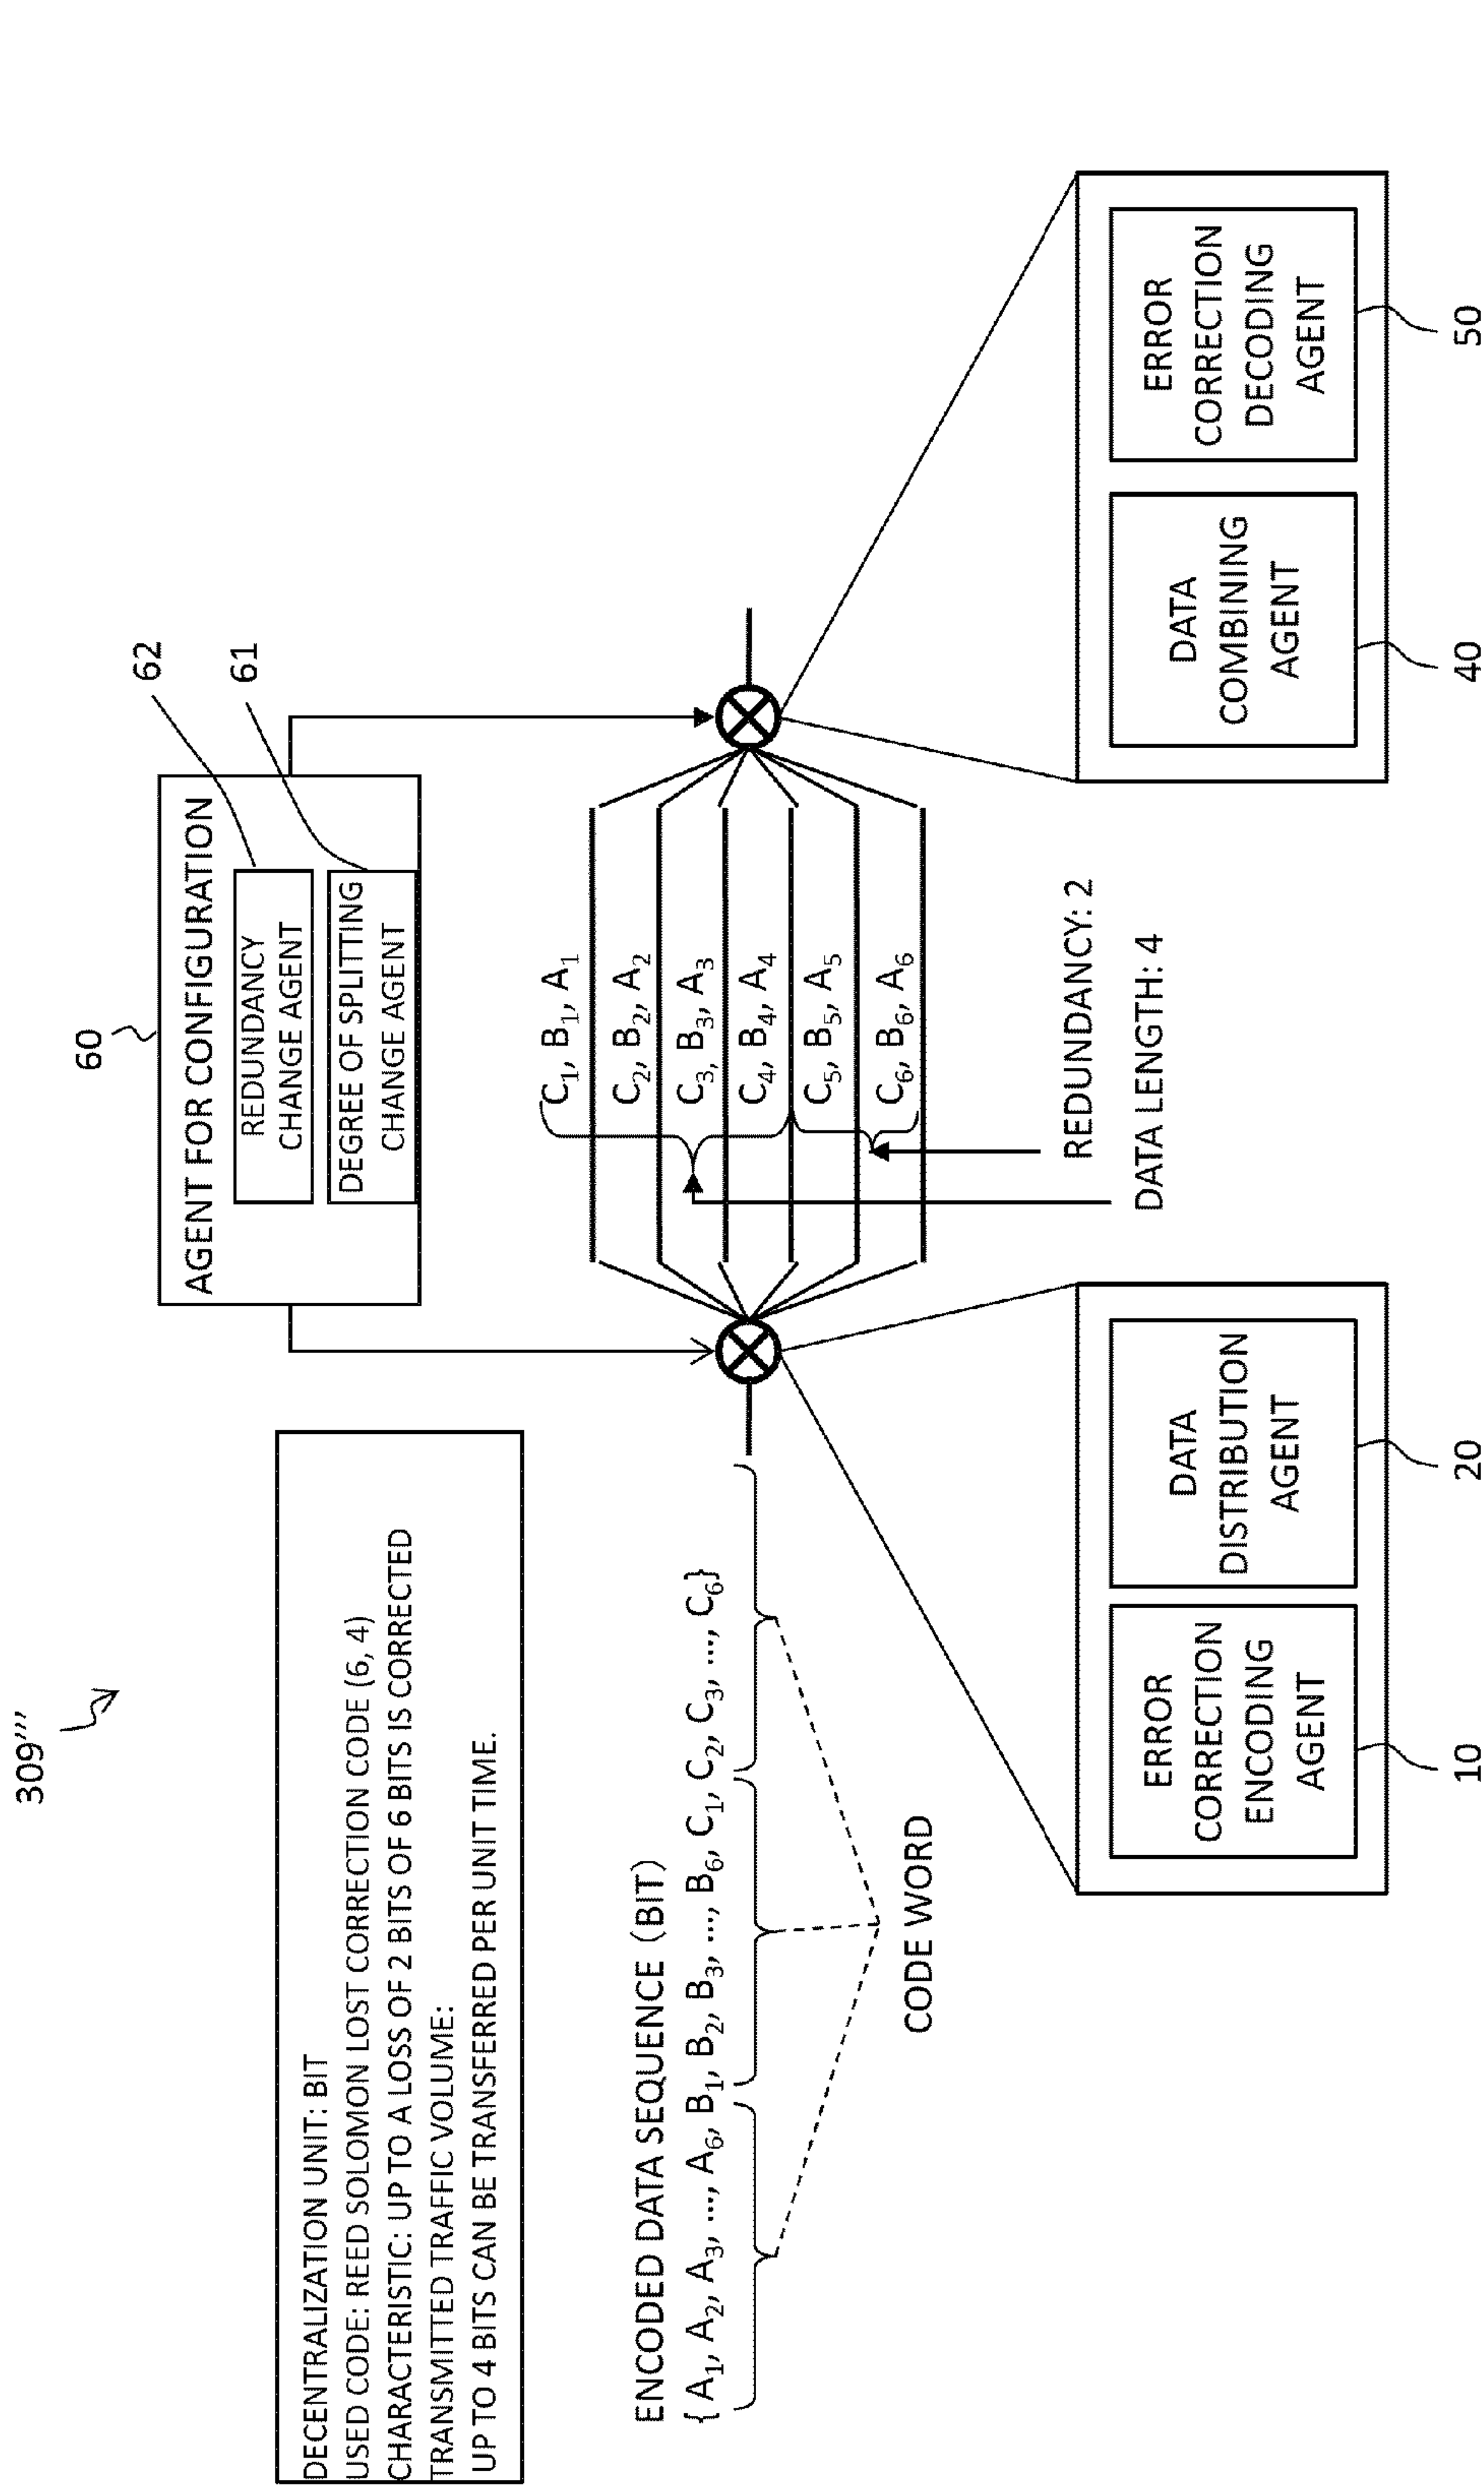 309’’’
DECENTRALIZATION UNIT: BIT
USED CODE: REED SOLOMON LOST CORRECTION CODE (6, 4)
CHARACTERISTIC: UP TO A LOSS OF 2 BITS OF 6 BITS IS CORRECTED
TRANSMITTED TRAFFIC VOLUME:
UP TO 4 BITS CAN BE TRANSFERRED PER UNIT TIME.
60
AGENT FOR CONFIGURATION
REDUNDANCY
CHANGE AGENT
DEGREE OF SPLITTING
CHANGE AGENT
62
61
ENCODED DATA SEQUENCE (BIT)
{ A₁, A₂, A₃, ..., A₆, B₁, B₂, B₃, ..., B₆, C₁, C₂, C₃, ..., C₆}
CODE WORD
C₁, B₁, A₁
C₂, B₂, A₂
C₃, B₃, A₃
C₄, B₄, A₄
C₅, B₅, A₅
C₆, B₆, A₆
REDUNDANCY: 2
DATA LENGTH: 4
ERROR
CORRECTION
ENCODING
AGENT
10
DATA
DISTRIBUTION
AGENT
20
DATA
COMBINING
AGENT
40
ERROR
CORRECTION
DECODING
AGENT
50